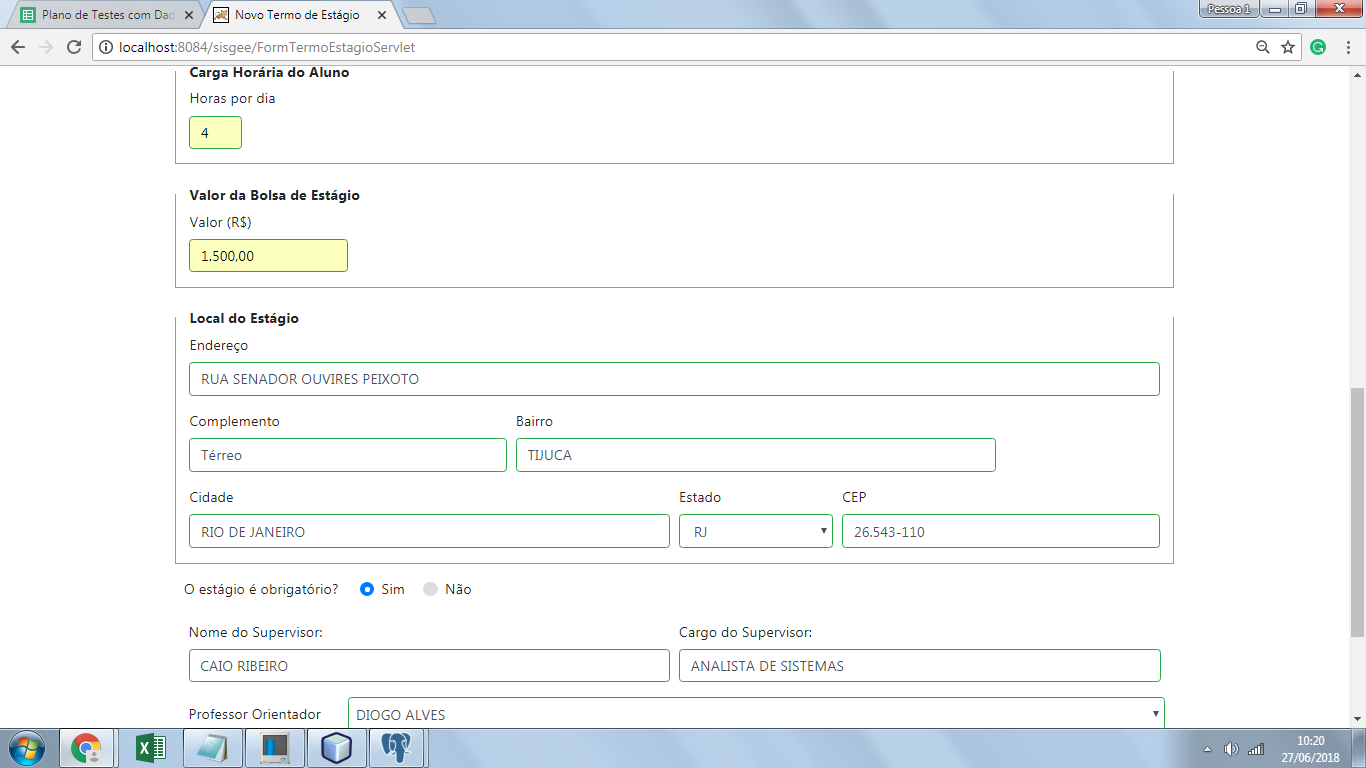 Plano de Testes com Dad
Novo Termo de Estágio
Pessoa 1
localhost:8084/sisgee/FormTermoEstagioServlet
Carga Horária do Aluno
Horas por dia
4
Valor da Bolsa de Estágio
Valor (R$)
1.500,00
Local do Estágio
Endereço
RUA SENADOR OUVIRES PEIXOTO
Complemento Bairro
Térreo TIJUCA
Cidade Estado CEP
RIO DE JANEIRO RJ 26.543-110
O estágio é obrigatório? Sim Não
Nome do Supervisor: Cargo do Supervisor:
CAIO RIBEIRO ANALISTA DE SISTEMAS
Professor Orientador DIOGO ALVES
10:20
27/06/2018